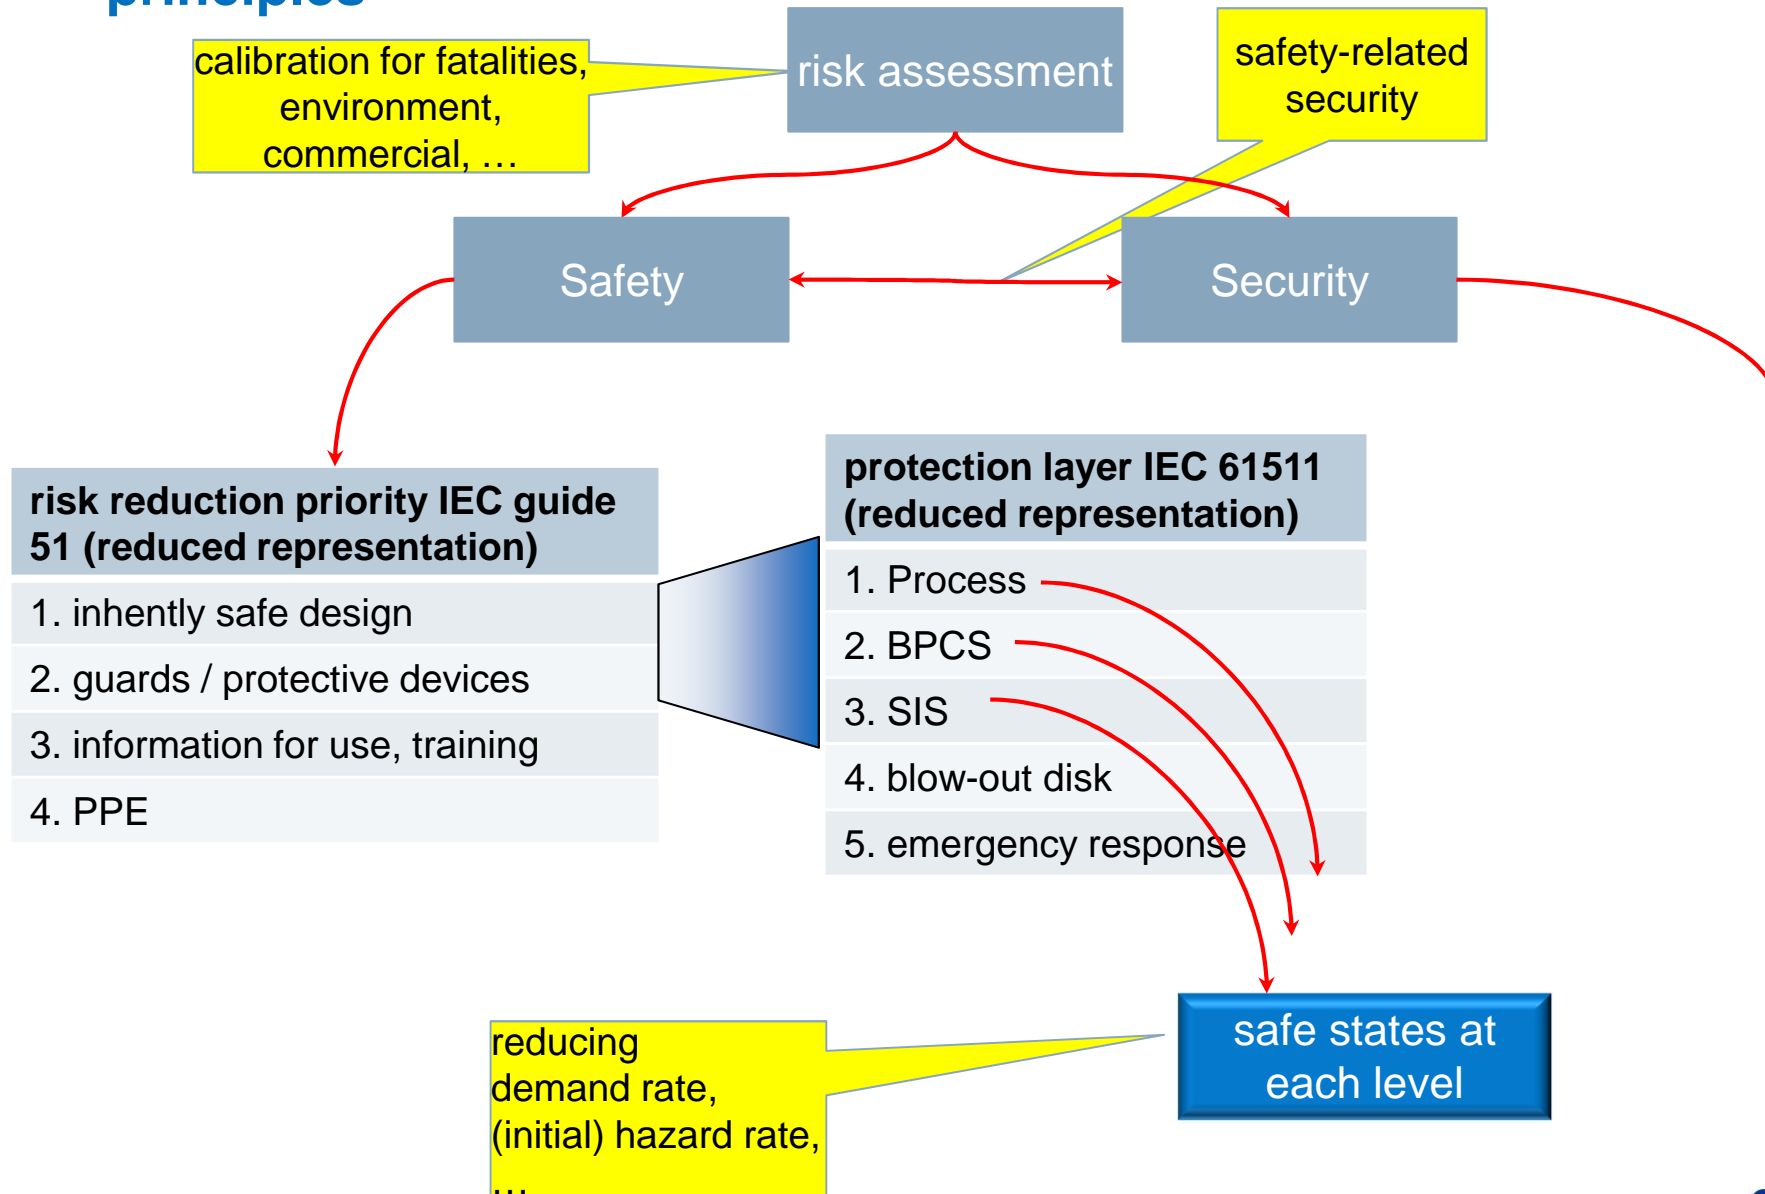 principles
calibration for fatalities,
environment,
commercial, …
risk assessment
safety-related
security
Safety
Security
risk reduction priority IEC guide
51 (reduced representation)
1. inhently safe design
2. guards / protective devices
3. information for use, training
4. PPE
protection layer IEC 61511
(reduced representation)
1. Process
2. BPCS
3. SIS
4. blow-out disk
5. emergency response
safe states at
each level
reducing
demand rate,
(initial) hazard rate,
…